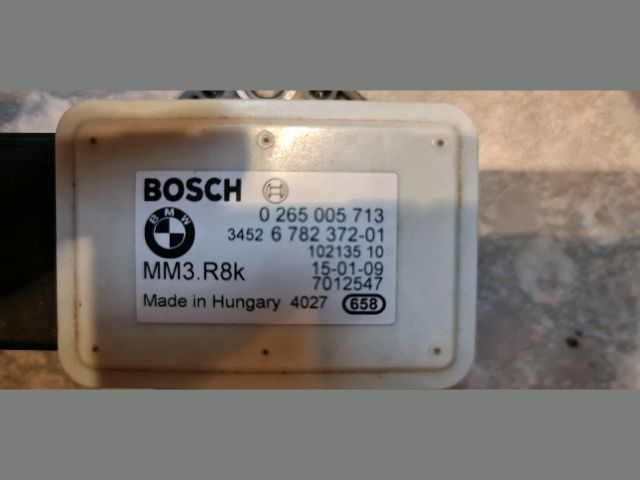 BOSCH
BMW
0 265 005 713
3452 6 782 372-01
102135 10
MM3.R8k 15-01-09
7012547
Made in Hungary 4027 658